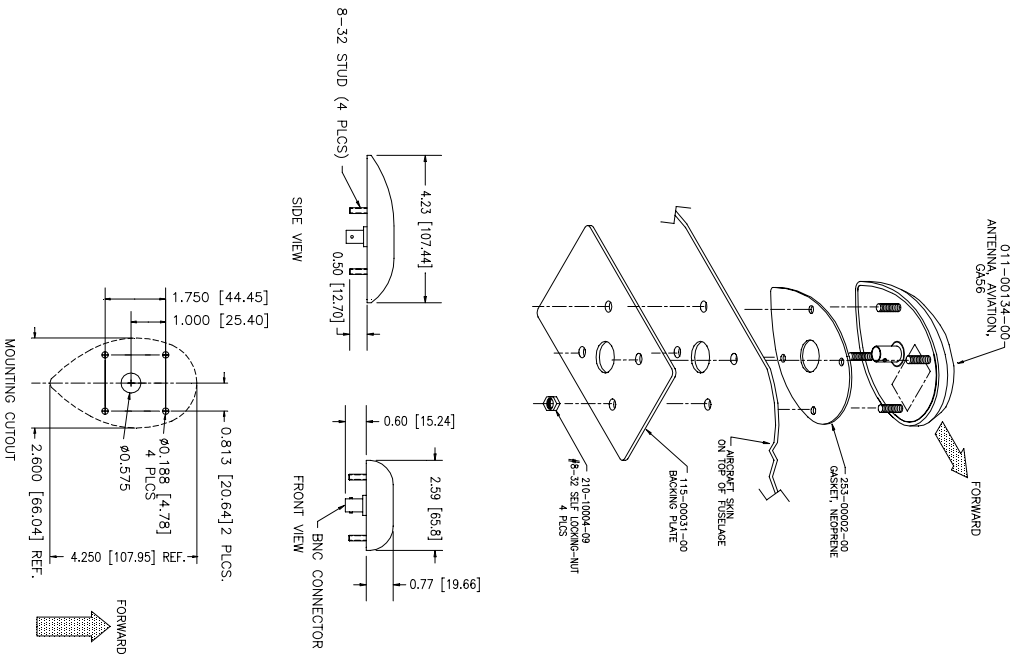 011-00134-00
ANTENNA, AVIATION,
GA56
FORWARD
253-00002-00
GASKET, NEOPRENE
AIRCRAFT SKIN
ON TOP OF FUSELAGE
115-00031-00
BACKING PLATE
210-10004-09
#8-32 SELF LOCKING-NUT
4 PLCS
8-32 STUD (4 PLCS)
4.23 [107.44]
0.50 [12.70]
SIDE VIEW
0.60 [15.24]
2.59 [65.8]
0.77 [19.66]
BNC CONNECTOR
FRONT VIEW
1.750 [44.45]
1.000 [25.40]
0.813 [20.64]2 PLCS.
ø0.188 [4.78]
4 PLCS
ø0.575
2.600 [66.04] REF.
4.250 [107.95] REF.
MOUNTING CUTOUT
FORWARD